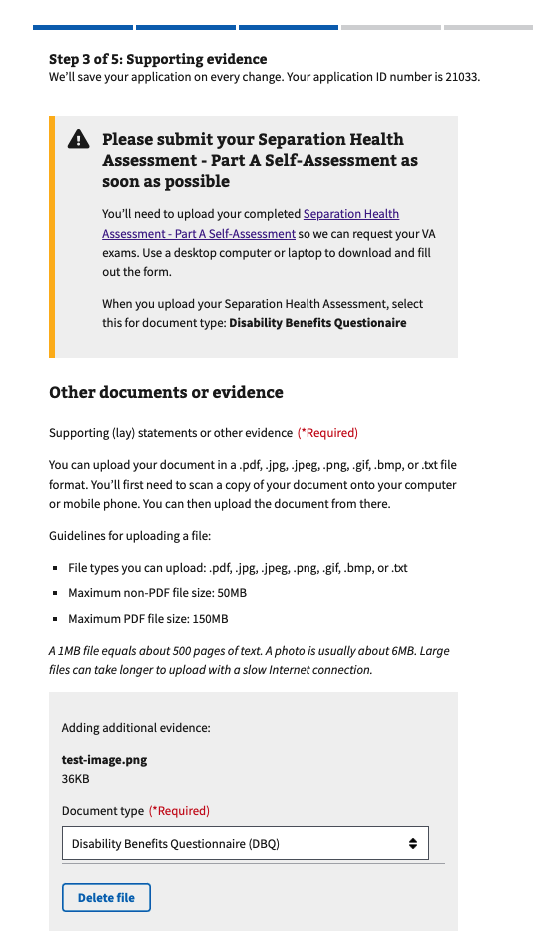 Step 3 of 5: Supporting evidence
We'll save your application on every change. Your application ID number is 21033.
Please submit your Separation Health
Assessment - Part A Self-Assessment as
soon as possible
You'll need to upload your completed Separation Health
Assessment - Part A Self-Assessment so we can request your VA
exams. Use a desktop computer or laptop to download and fill
out the form.
When you upload your Separation Health Assessment, select
this for document type: Disability Benefits Questionaire
Other documents or evidence
Supporting (lay) statements or other evidence (*Required)
You can upload your document in a .pdf, .jpg, .jpeg, .png, .gif, .bmp, or .txt file
format. You'll first need to scan a copy of your document onto your computer
or mobile phone. You can then upload the document from there.
Guidelines for uploading a file:
File types you can upload: .pdf, .jpg, .jpeg, .png, .gif, .bmp, or .txt
Maximum non-PDF file size: 50MB
Maximum PDF file size: 150MB
A 1MB file equals about 500 pages of text. A photo is usually about 6MB. Large
files can take longer to upload with a slow Internet connection.
Adding additional evidence:
test-image.png
36KB
Document type (*Required)
Disability Benefits Questionnaire (DBQ)
Delete file